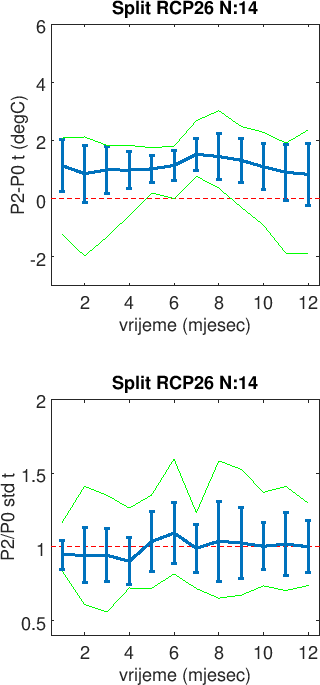 Split RCP26 N:14
6
4
2
0
-2
P2-P0 t (degC)
2 4 6 8 10 12
vrijeme (mjesec)
Split RCP26 N:14
2
1.5
1
0.5
P2/P0 std t
2 4 6 8 10 12
vrijeme (mjesec)